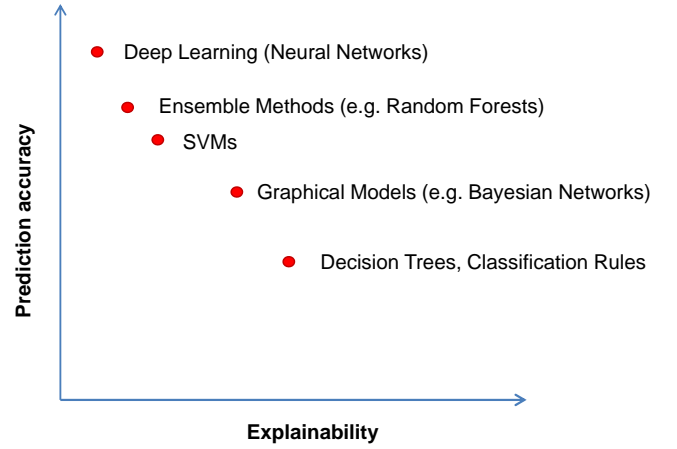 Deep Learning (Neural Networks)
Ensemble Methods (e.g. Random Forests)
SVMs
Graphical Models (e.g. Bayesian Networks)
Decision Trees, Classification Rules
Prediction accuracy
Explainability